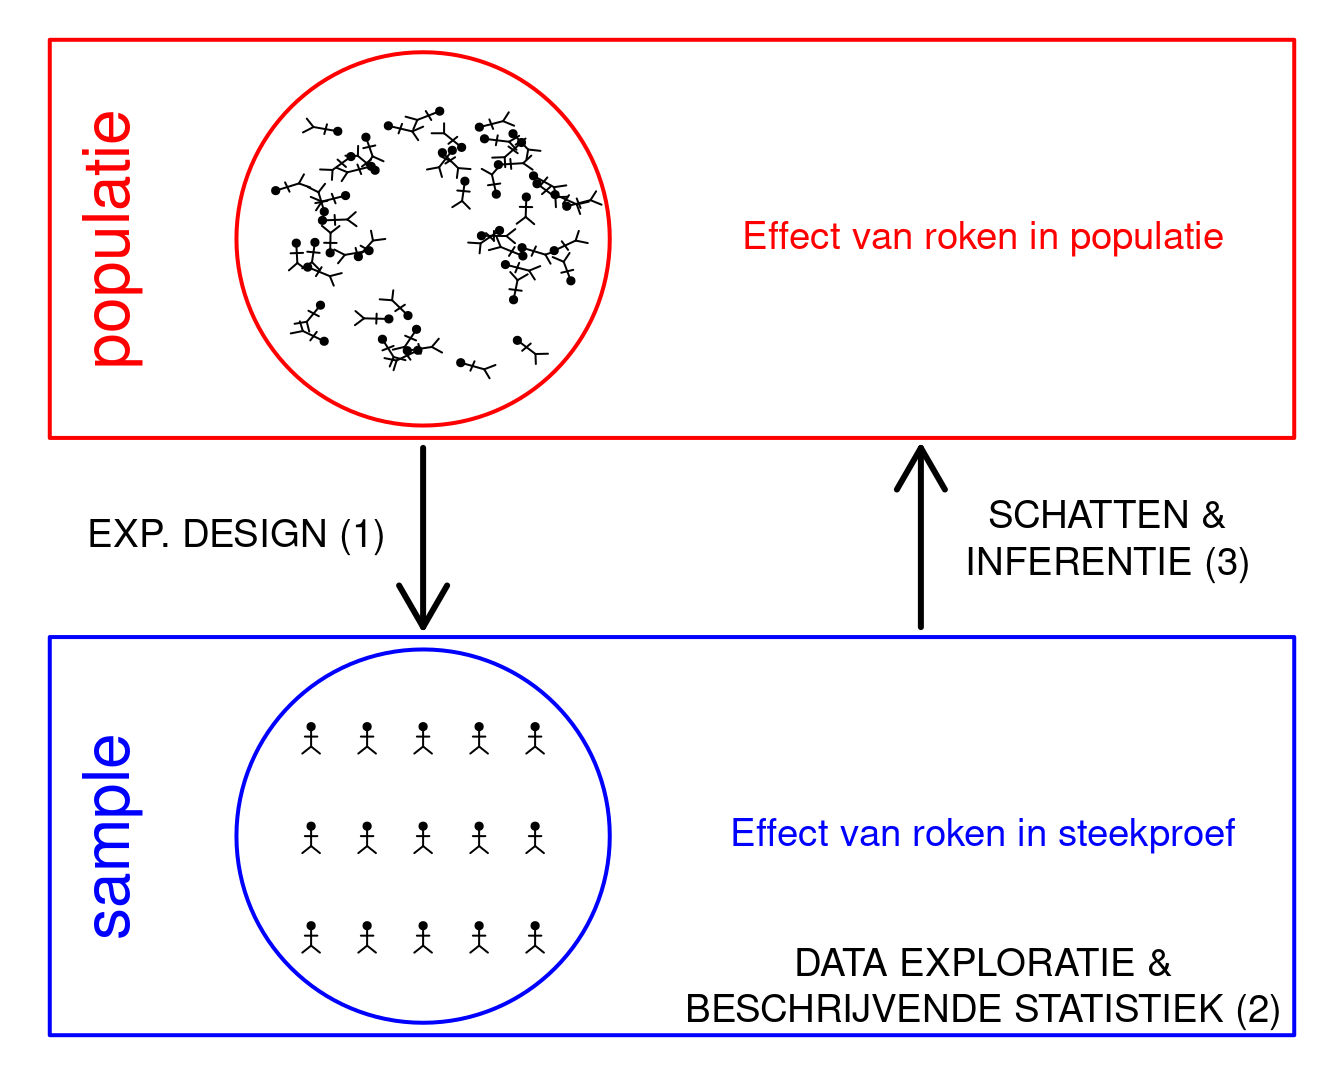 populatie
Effect van roken in populatie
EXP. DESIGN (1)
SCHATTEN &
INFERENTIE (3)
sample
Effect van roken in steekproef
DATA EXPLORATIE &
BESCHRIJVENDE STATISTIEK (2)